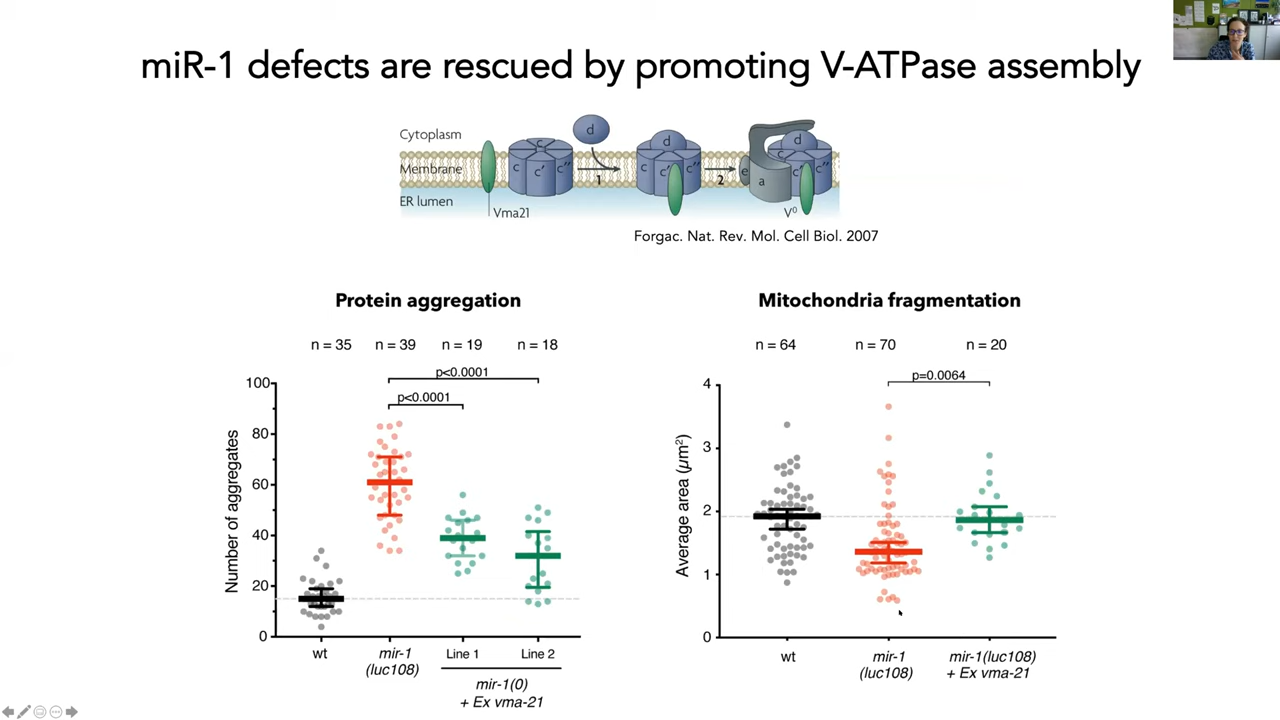 miR-1 defects are rescued by promoting V-ATPase assembly
Cytoplasm
Membrane
ER lumen
Vma21
c
c
c'
c"
1
d
d
c
c'
c"
2
e
a
d
c
c'
c"
V⁰
Forgac. Nat. Rev. Mol. Cell Biol. 2007
Protein aggregation
n = 35 n = 39 n = 19 n = 18
p<0.0001
p<0.0001
Number of aggregates
100
80
60
40
20
0
wt
mir-1
(luc108)
Line 1
Line 2
mir-1(0)
+ Ex vma-21
Mitochondria fragmentation
n = 64 n = 70 n = 20
p=0.0064
Average area (µm²)
4
3
2
1
0
wt
mir-1
(luc108)
mir-1(luc108)
+ Ex vma-21